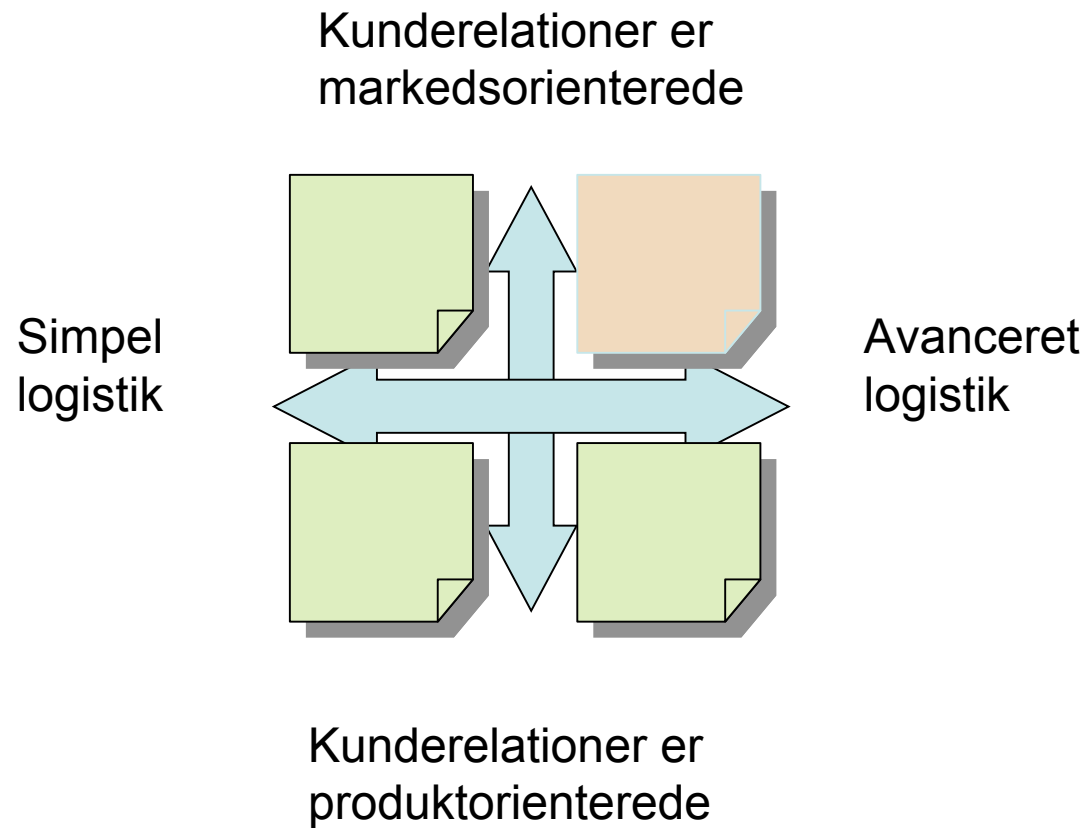 Kunderelationer er
markedsorienterede
Simpel
logistik
Avanceret
logistik
Kunderelationer er
produktorienterede